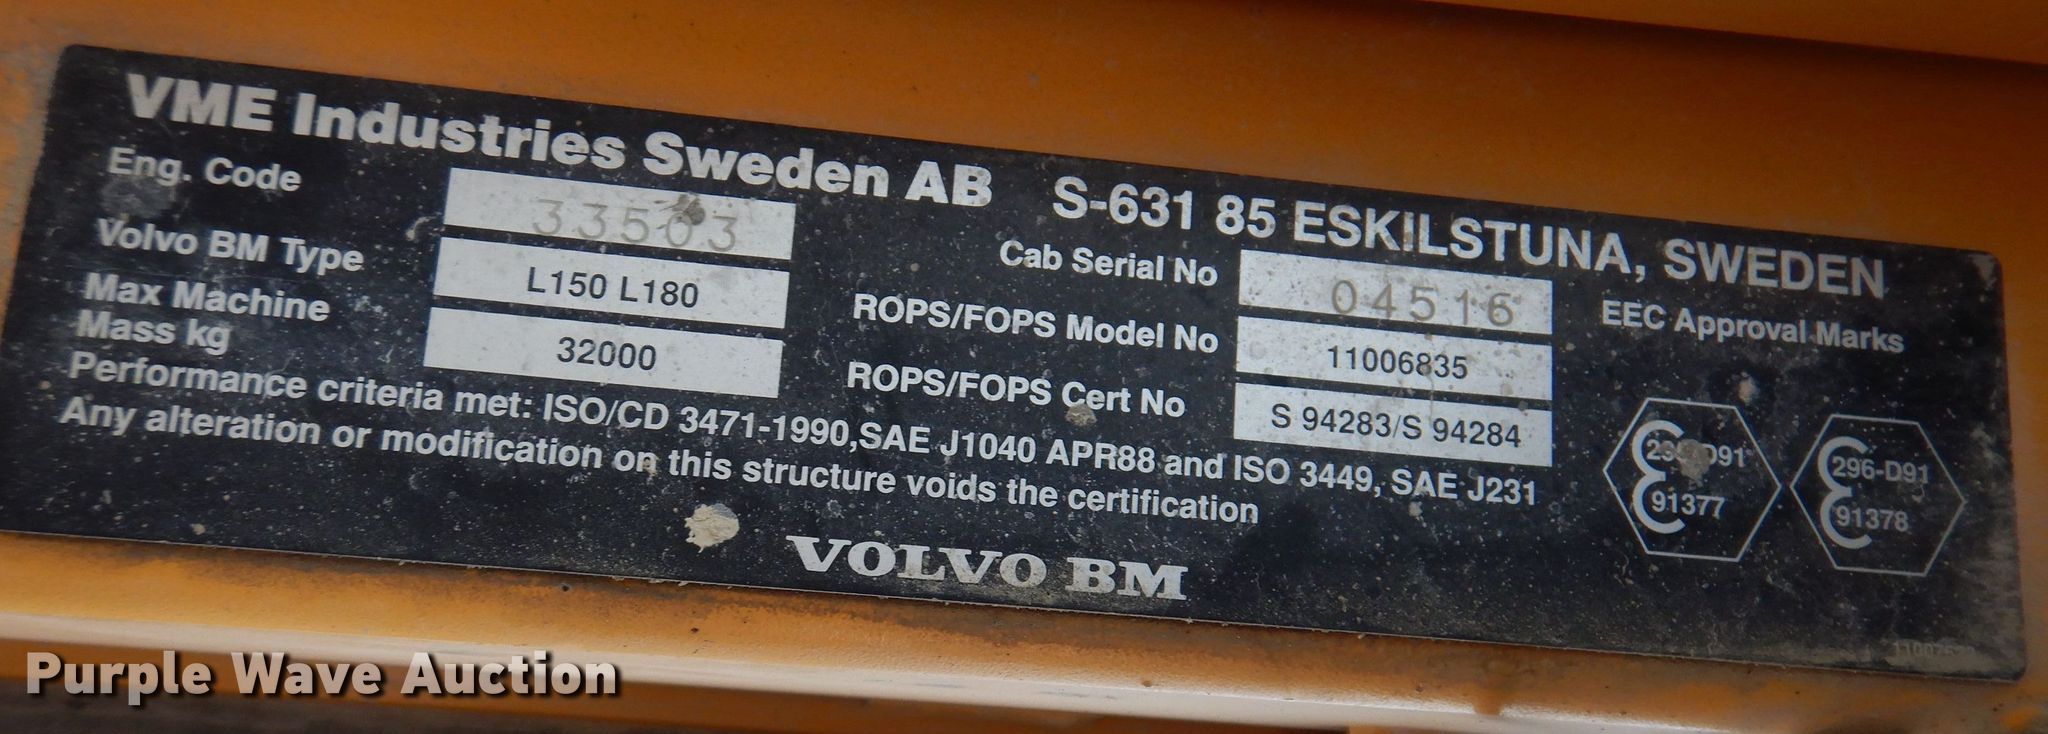 VME Industries Sweden AB S-631 85 ESKILSTUNA, SWEDEN
Eng. Code 33503
Cab Serial No 04516
EEC Approval Marks
Volvo BM Type L150 L180
ROPS/FOPS Model No 11006835
Max Machine
Mass kg 32000
ROPS/FOPS Cert No S 94283/S 94284
Performance criteria met: ISO/CD 3471-1990,SAE J1040 APR88 and ISO 3449, SAE J231
Any alteration or modification on this structure voids the certification
91377
296-D91
91378
VOLVO BM
Purple Wave Auction